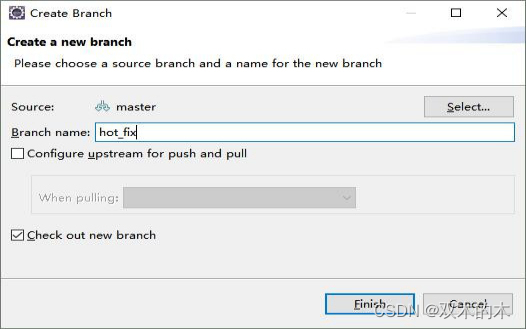 Create Branch
Create a new branch
Please choose a source branch and a name for the new branch
Source: master Select...
Branch name: hot_fix
Configure upstream for push and pull
When pulling:
Check out new branch
Finish Cancel
CSDN @双木的木